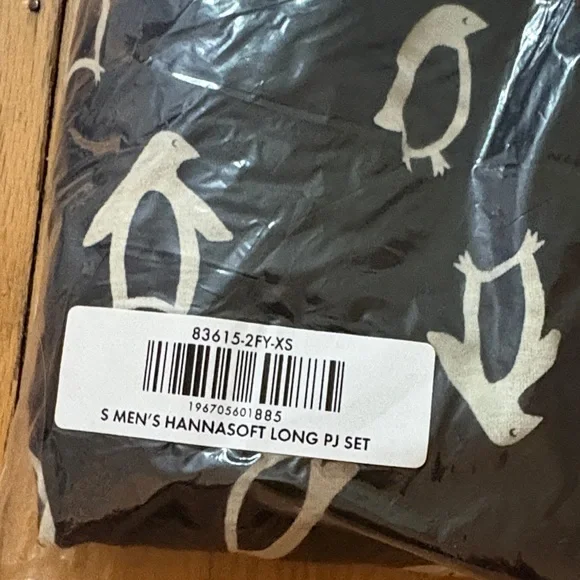 83615-2FY-XS
196705601885
S MEN'S HANNASOFT LONG PJ SET